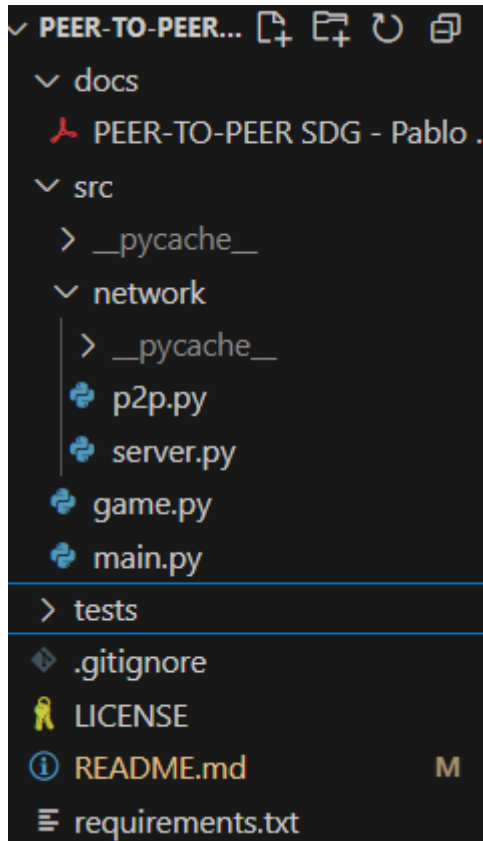 PEER-TO-PEER...
docs
PEER-TO-PEER SDG - Pablo .
src
__pycache__
network
__pycache__
p2p.py
server.py
game.py
main.py
tests
.gitignore
LICENSE
README.md M
requirements.txt